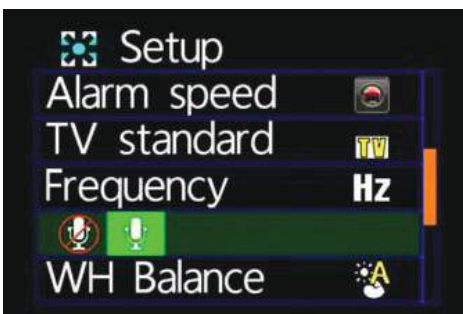 Setup
Alarm speed
TV standard TV
Frequency Hz
WH Balance A